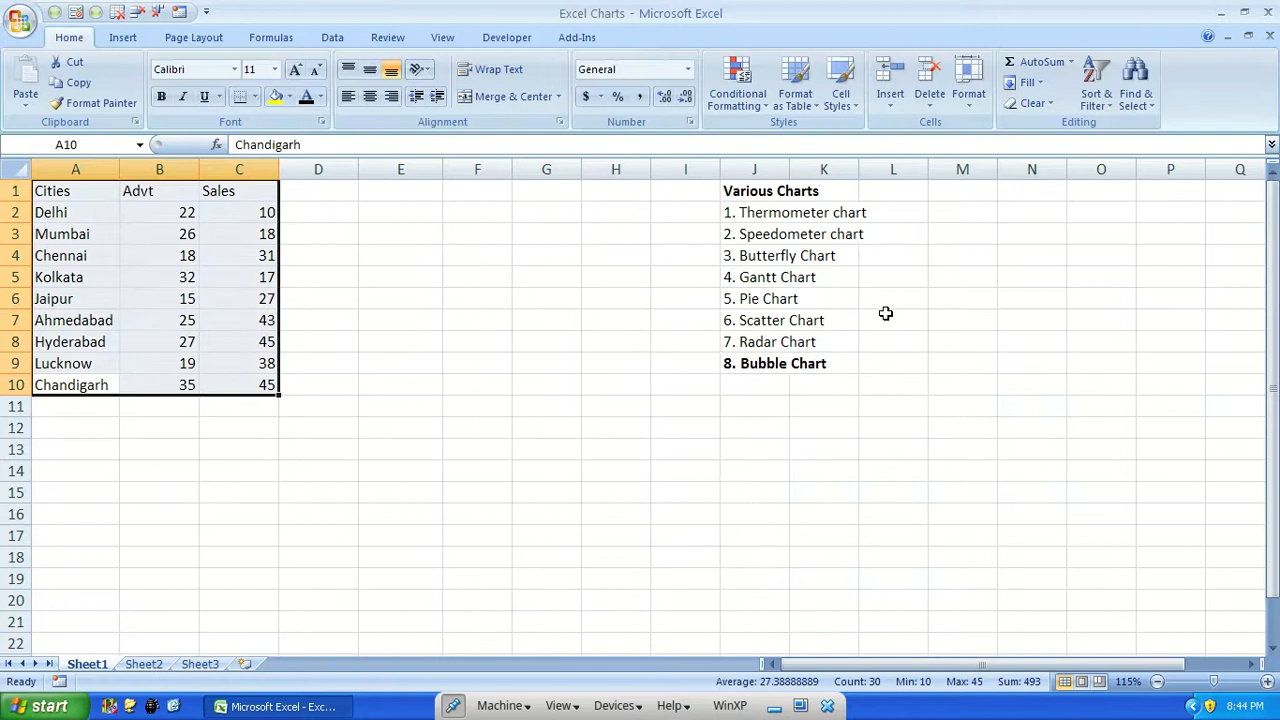 Excel Charts - Microsoft Excel
Home Insert Page Layout Formulas Data Review View Developer Add-Ins
Paste
Cut
Copy
Format Painter
Clipboard
Calibri 11
B I U
Font
Wrap Text
Merge & Center
Alignment
General
$ % ,
Number
Conditional Formatting
Format as Table
Cell Styles
Styles
Insert Delete Format
Cells
Σ AutoSum
Fill
Clear
Sort & Filter
Find & Select
Editing
A10 fx Chandigarh
A B C D E F G H I J K L M N O P Q
1 Cities Advt Sales Various Charts
2 Delhi 22 10 1. Thermometer chart
3 Mumbai 26 18 2. Speedometer chart
4 Chennai 18 31 3. Butterfly Chart
5 Kolkata 32 17 4. Gantt Chart
6 Jaipur 15 27 5. Pie Chart
7 Ahmedabad 25 43 6. Scatter Chart
8 Hyderabad 27 45 7. Radar Chart
9 Lucknow 19 38 8. Bubble Chart
10 Chandigarh 35 45
11
12
13
14
15
16
17
18
19
20
21
22
Sheet1 Sheet2 Sheet3
Ready Average: 27.38888889 Count: 30 Min: 10 Max: 45 Sum: 493 115%
start Microsoft Excel - Exc... Machine View Devices Help WinXP 8:44 PM